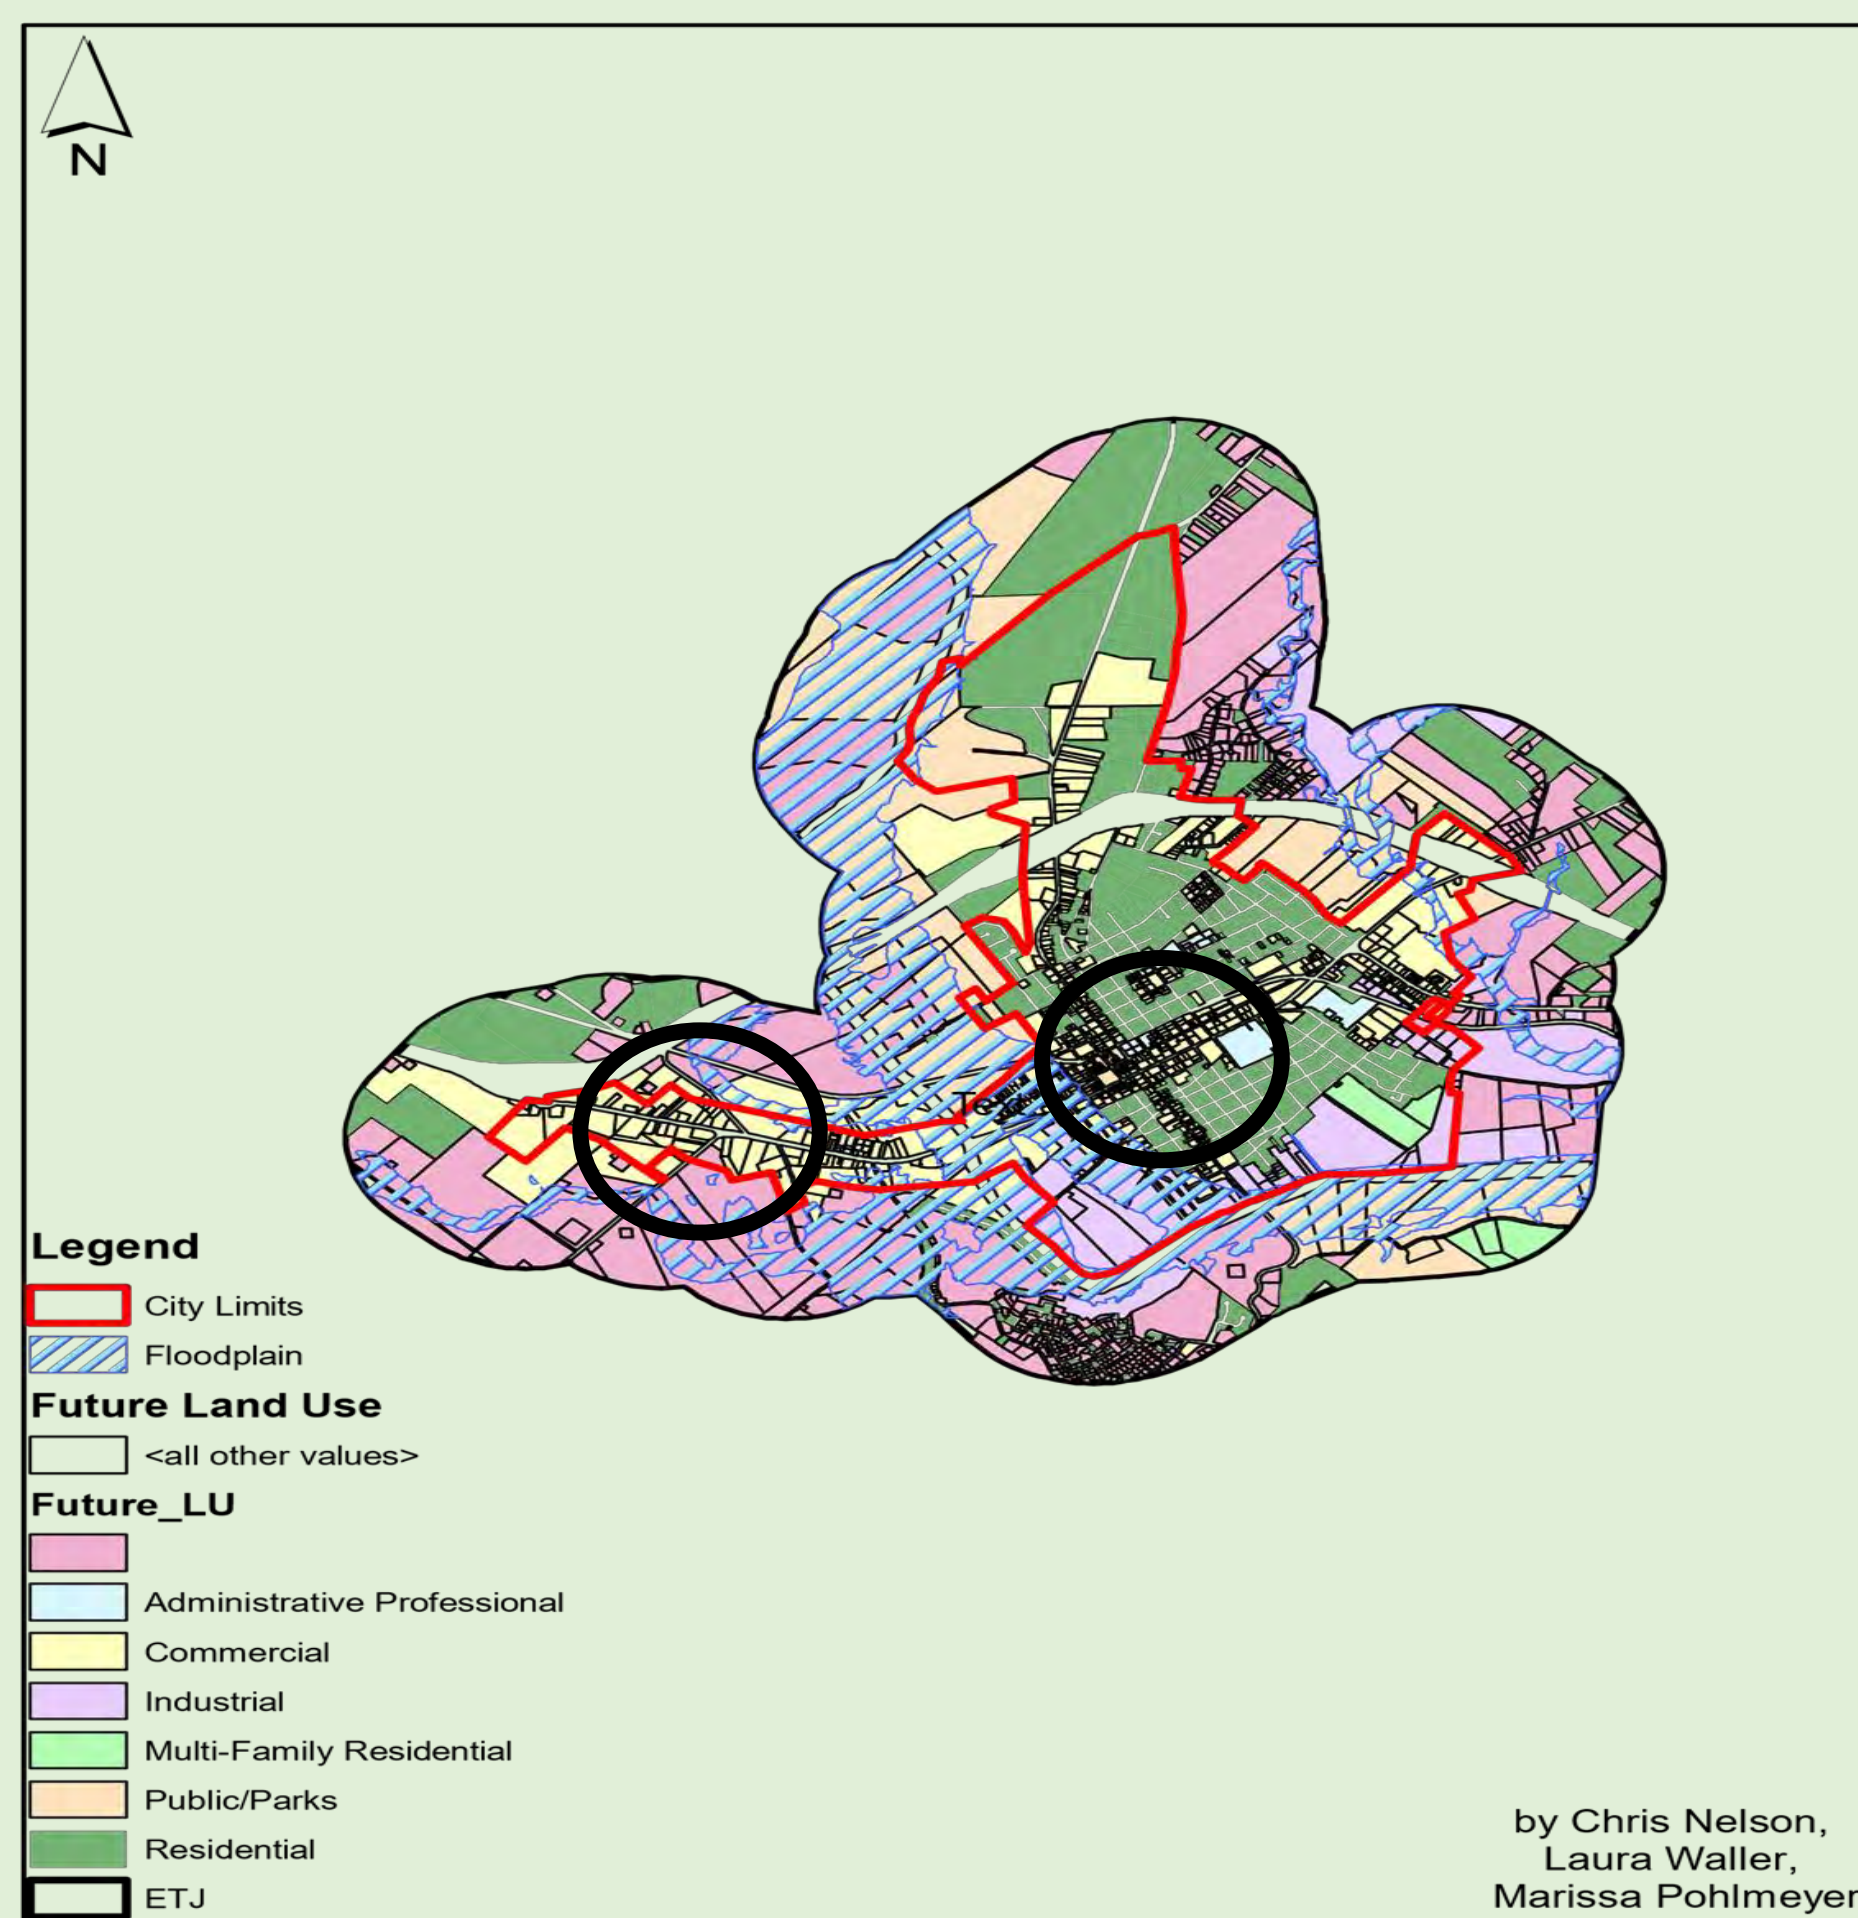 N
Legend
City Limits
Floodplain
Future Land Use
<all other values>
Future_LU
Administrative Professional
Commercial
Industrial
Multi-Family Residential
Public/Parks
Residential
ETJ
by Chris Nelson,
Laura Waller,
Marissa Pohlmeyer